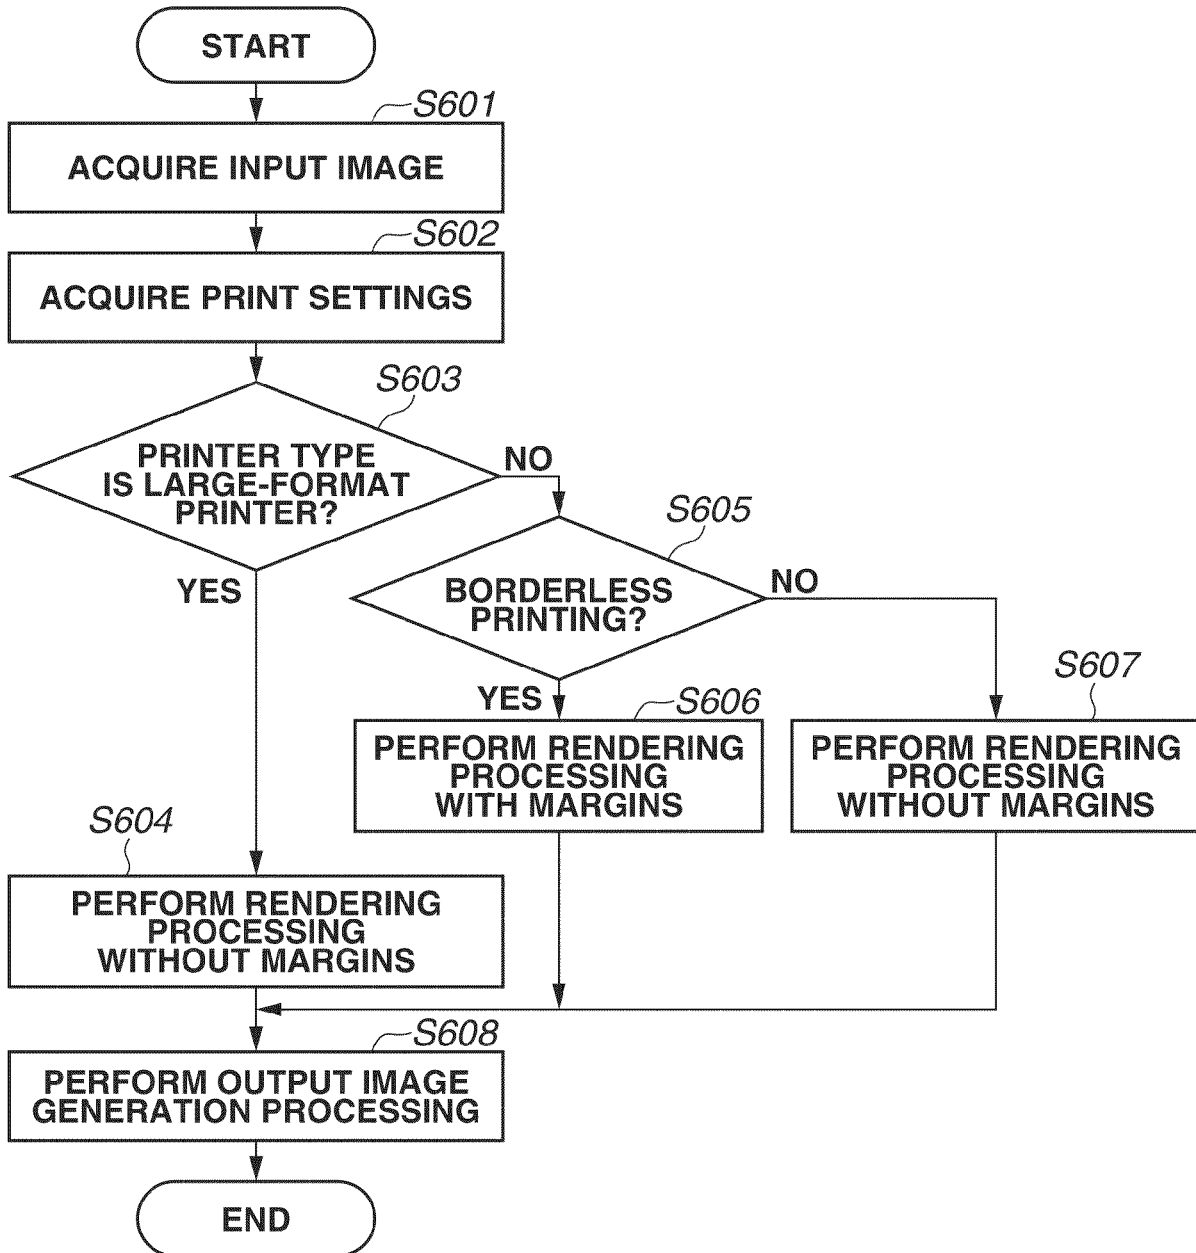 START
S601
ACQUIRE INPUT IMAGE
S602
ACQUIRE PRINT SETTINGS
S603
PRINTER TYPE
IS LARGE-FORMAT
PRINTER?
NO
YES
S605
BORDERLESS
PRINTING?
NO
YES
S606
PERFORM RENDERING
PROCESSING
WITH MARGINS
S607
PERFORM RENDERING
PROCESSING
WITHOUT MARGINS
S604
PERFORM RENDERING
PROCESSING
WITHOUT MARGINS
S608
PERFORM OUTPUT IMAGE
GENERATION PROCESSING
END